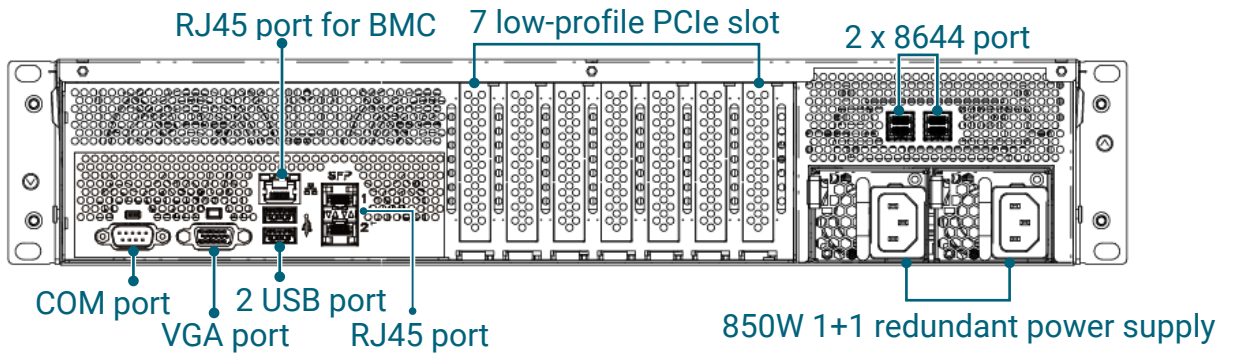 RJ45 port for BMC
7 low-profile PCIe slot
2 x 8644 port
SFP
1
2
COM port
2 USB port
VGA port
RJ45 port
850W 1+1 redundant power supply